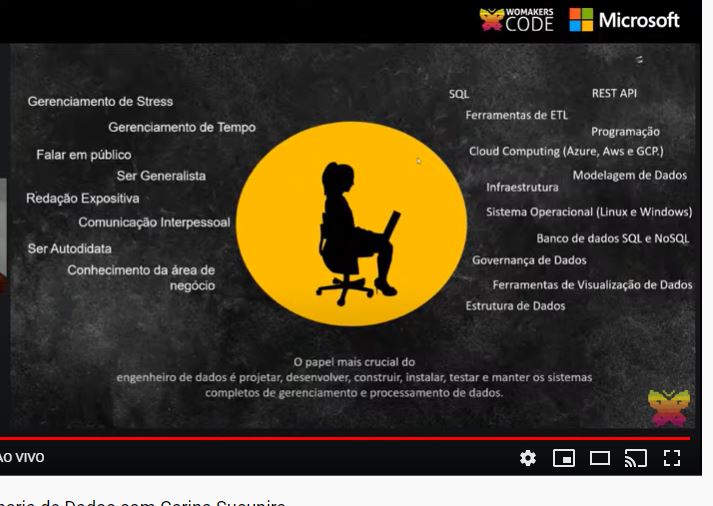 WOMAKERS
CODE
Microsoft
Gerenciamento de Stress
Gerenciamento de Tempo
Falar em público
Ser Generalista
Redação Expositiva
Comunicação Interpessoal
Ser Autodidata
Conhecimento da área de
negócio
SQL
REST API
Ferramentas de ETL
Programação
Cloud Computing (Azure, Aws e GCP.)
Modelagem de Dados
Infraestrutura
Sistema Operacional (Linux e Windows)
Banco de dados SQL e NoSQL
Governança de Dados
Ferramentas de Visualização de Dados
Estrutura de Dados
O papel mais crucial do
engenheiro de dados é projetar, desenvolver, construir, instalar, testar e manter os sistemas
completos de gerenciamento e processamento de dados.
AO VIVO
de Dados com